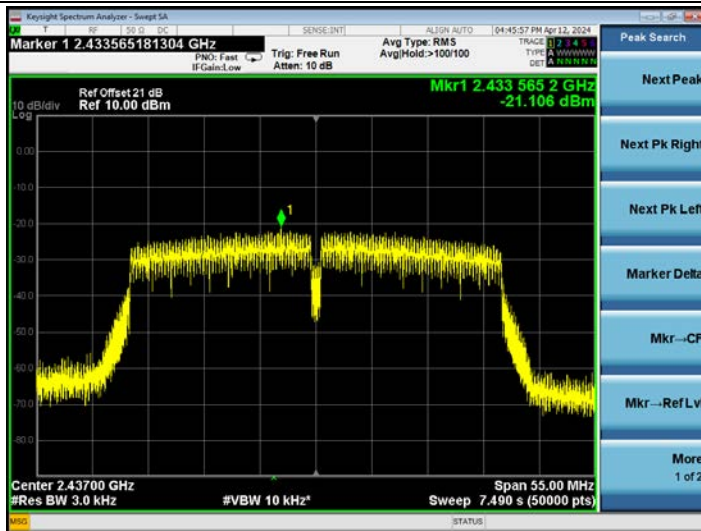 Keysight Spectrum Analyzer - Swept SA
T RF 50 Ω DC SENSE:INT ALIGN AUTO 04:45:57 PM Apr 12, 2024
Marker 1 2.433565181304 GHz
PNO: Fast
IFGain:Low
Trig: Free Run
Atten: 10 dB
Avg Type: RMS
Avg|Hold:>100/100
TRACE 1 2 3 4 5 6
TYPE A WWWWW
DET A N N N N N
Ref Offset 21 dB
Ref 10.00 dBm
10 dB/div
Log
Mkr1 2.433 565 2 GHz
-21.106 dBm
1
0.00
-10.0
-20.0
-30.0
-40.0
-50.0
-60.0
-70.0
-80.0
Center 2.43700 GHz
Span 55.00 MHz
#Res BW 3.0 kHz
#VBW 10 kHz*
Sweep 7.490 s (50000 pts)
MSG
STATUS
Peak Search
Next Peak
Next Pk Right
Next Pk Left
Marker Delta
Mkr→CF
Mkr→Ref Lvl
More
1 of 2